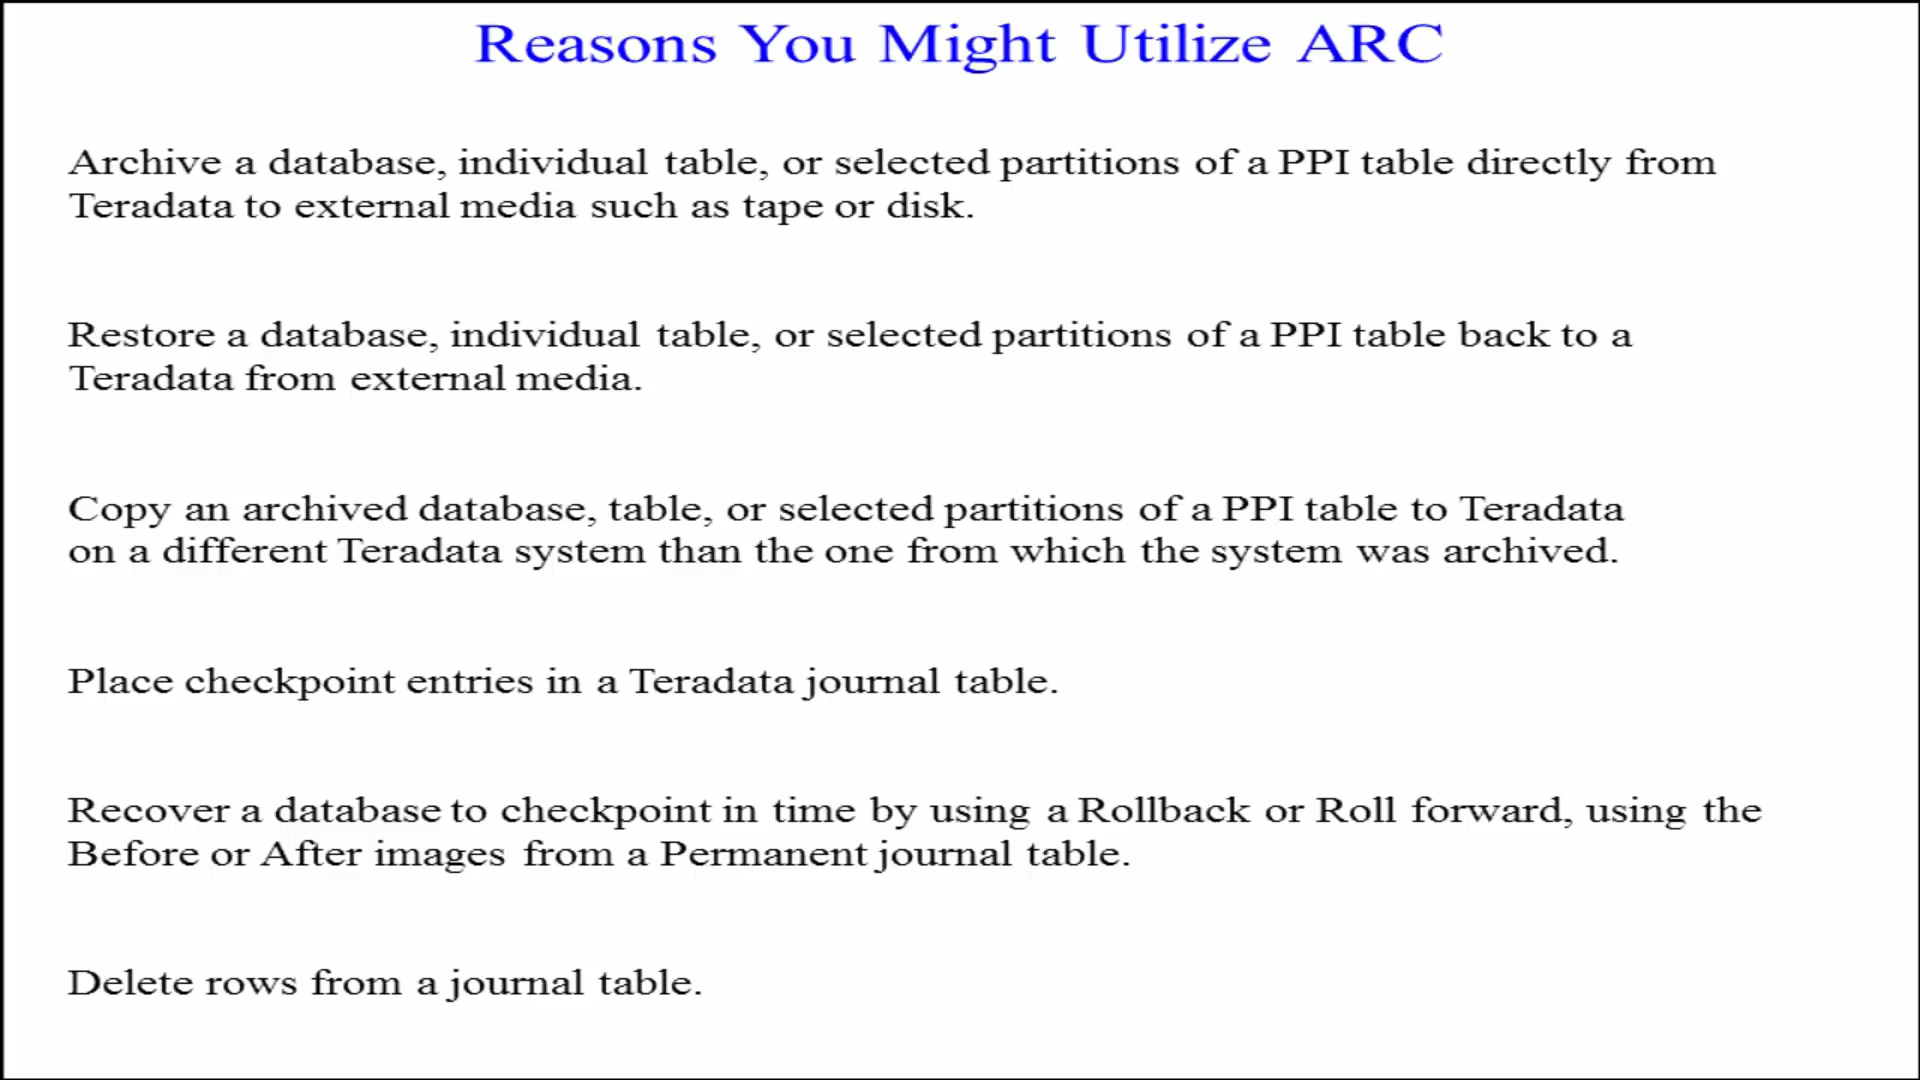 Reasons You Might Utilize ARC
Archive a database, individual table, or selected partitions of a PPI table directly from
Teradata to external media such as tape or disk.
Restore a database, individual table, or selected partitions of a PPI table back to a
Teradata from external media.
Copy an archived database, table, or selected partitions of a PPI table to Teradata
on a different Teradata system than the one from which the system was archived.
Place checkpoint entries in a Teradata journal table.
Recover a database to checkpoint in time by using a Rollback or Roll forward, using the
Before or After images from a Permanent journal table.
Delete rows from a journal table.